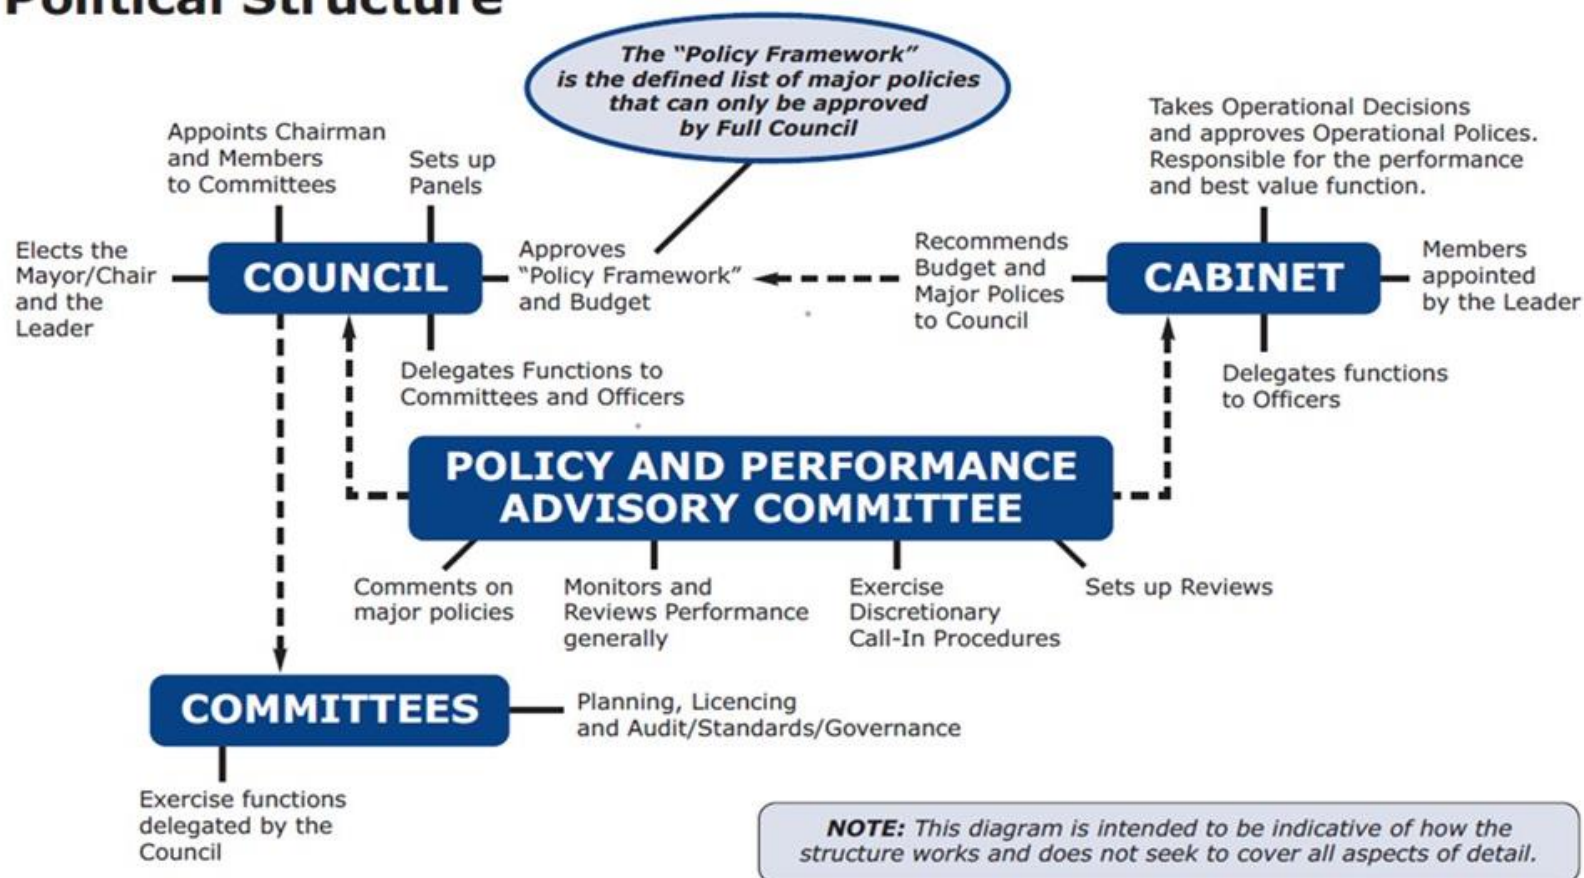 Political Structure
The “Policy Framework”
is the defined list of major policies
that can only be approved
by Full Council
Appoints Chairman
and Members
to Committees
Sets up
Panels
Takes Operational Decisions
and approves Operational Polices.
Responsible for the performance
and best value function.
Elects the
Mayor/Chair
and the
Leader
COUNCIL
Approves
“Policy Framework”
and Budget
Recommends
Budget and
Major Polices
to Council
CABINET
Members
appointed
by the Leader
Delegates Functions to
Committees and Officers
Delegates functions
to Officers
POLICY AND PERFORMANCE
ADVISORY COMMITTEE
Comments on
major policies
Monitors and
Reviews Performance
generally
Exercise
Discretionary
Call-In Procedures
Sets up Reviews
COMMITTEES
Planning, Licencing
and Audit/Standards/Governance
Exercise functions
delegated by the
Council
NOTE: This diagram is intended to be indicative of how the
structure works and does not seek to cover all aspects of detail.